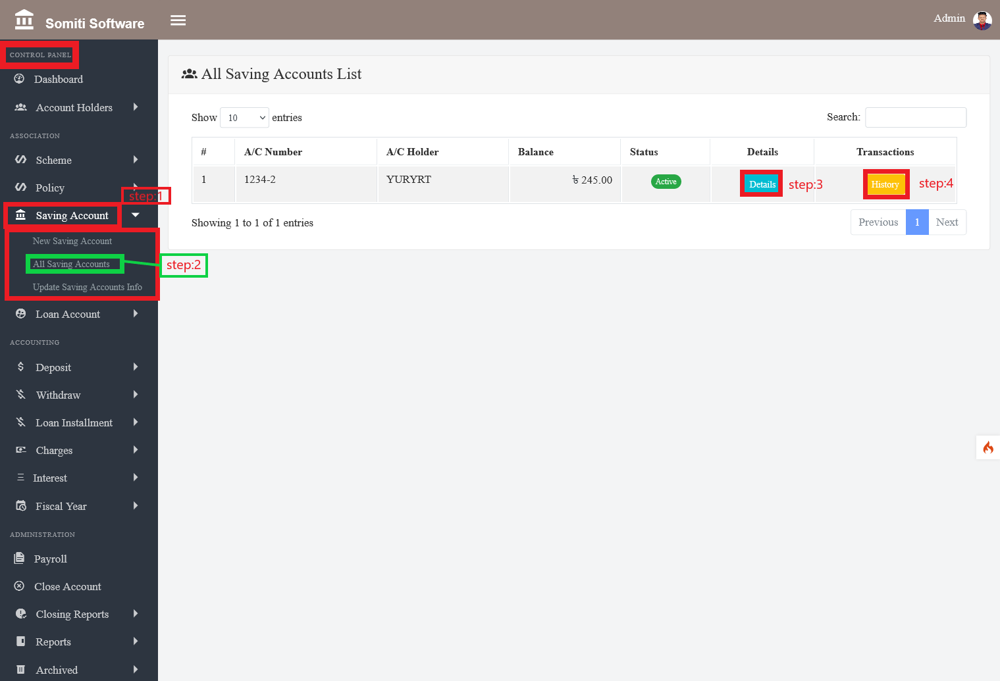 Somiti Software
Admin
CONTROL PANEL
Dashboard
Account Holders
ASSOCIATION
Scheme
Policy
step:1
Saving Account
New Saving Account
All Saving Accounts
step:2
Update Saving Accounts Info
Loan Account
ACCOUNTING
Deposit
Withdraw
Loan Installment
Charges
Interest
Fiscal Year
ADMINISTRATION
Payroll
Close Account
Closing Reports
Reports
Archived
All Saving Accounts List
Show 10 entries
Search:
# A/C Number A/C Holder Balance Status Details Transactions
1 1234-2 YURYRT ৳ 245.00 Active Details step:3 History step:4
Showing 1 to 1 of 1 entries
Previous 1 Next